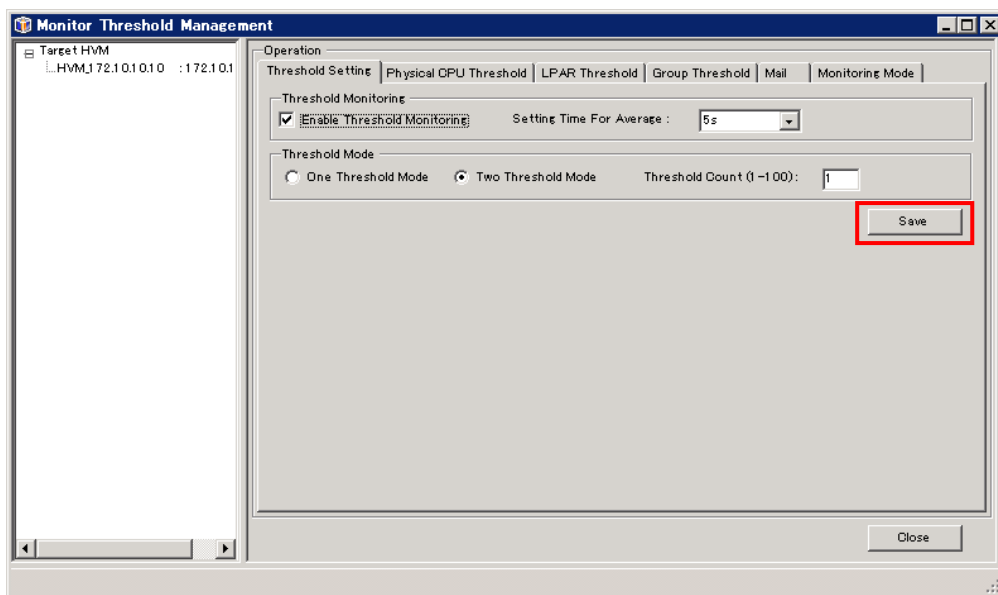 Monitor Threshold Management
Target HVM
HVM_172.10.10.10 :172.10.1
Operation
Threshold Setting Physical CPU Threshold LPAR Threshold Group Threshold Mail Monitoring Mode
Threshold Monitoring
Enable Threshold Monitoring Setting Time For Average : 5s
Threshold Mode
One Threshold Mode Two Threshold Mode Threshold Count (1-100): 1
Save
Close